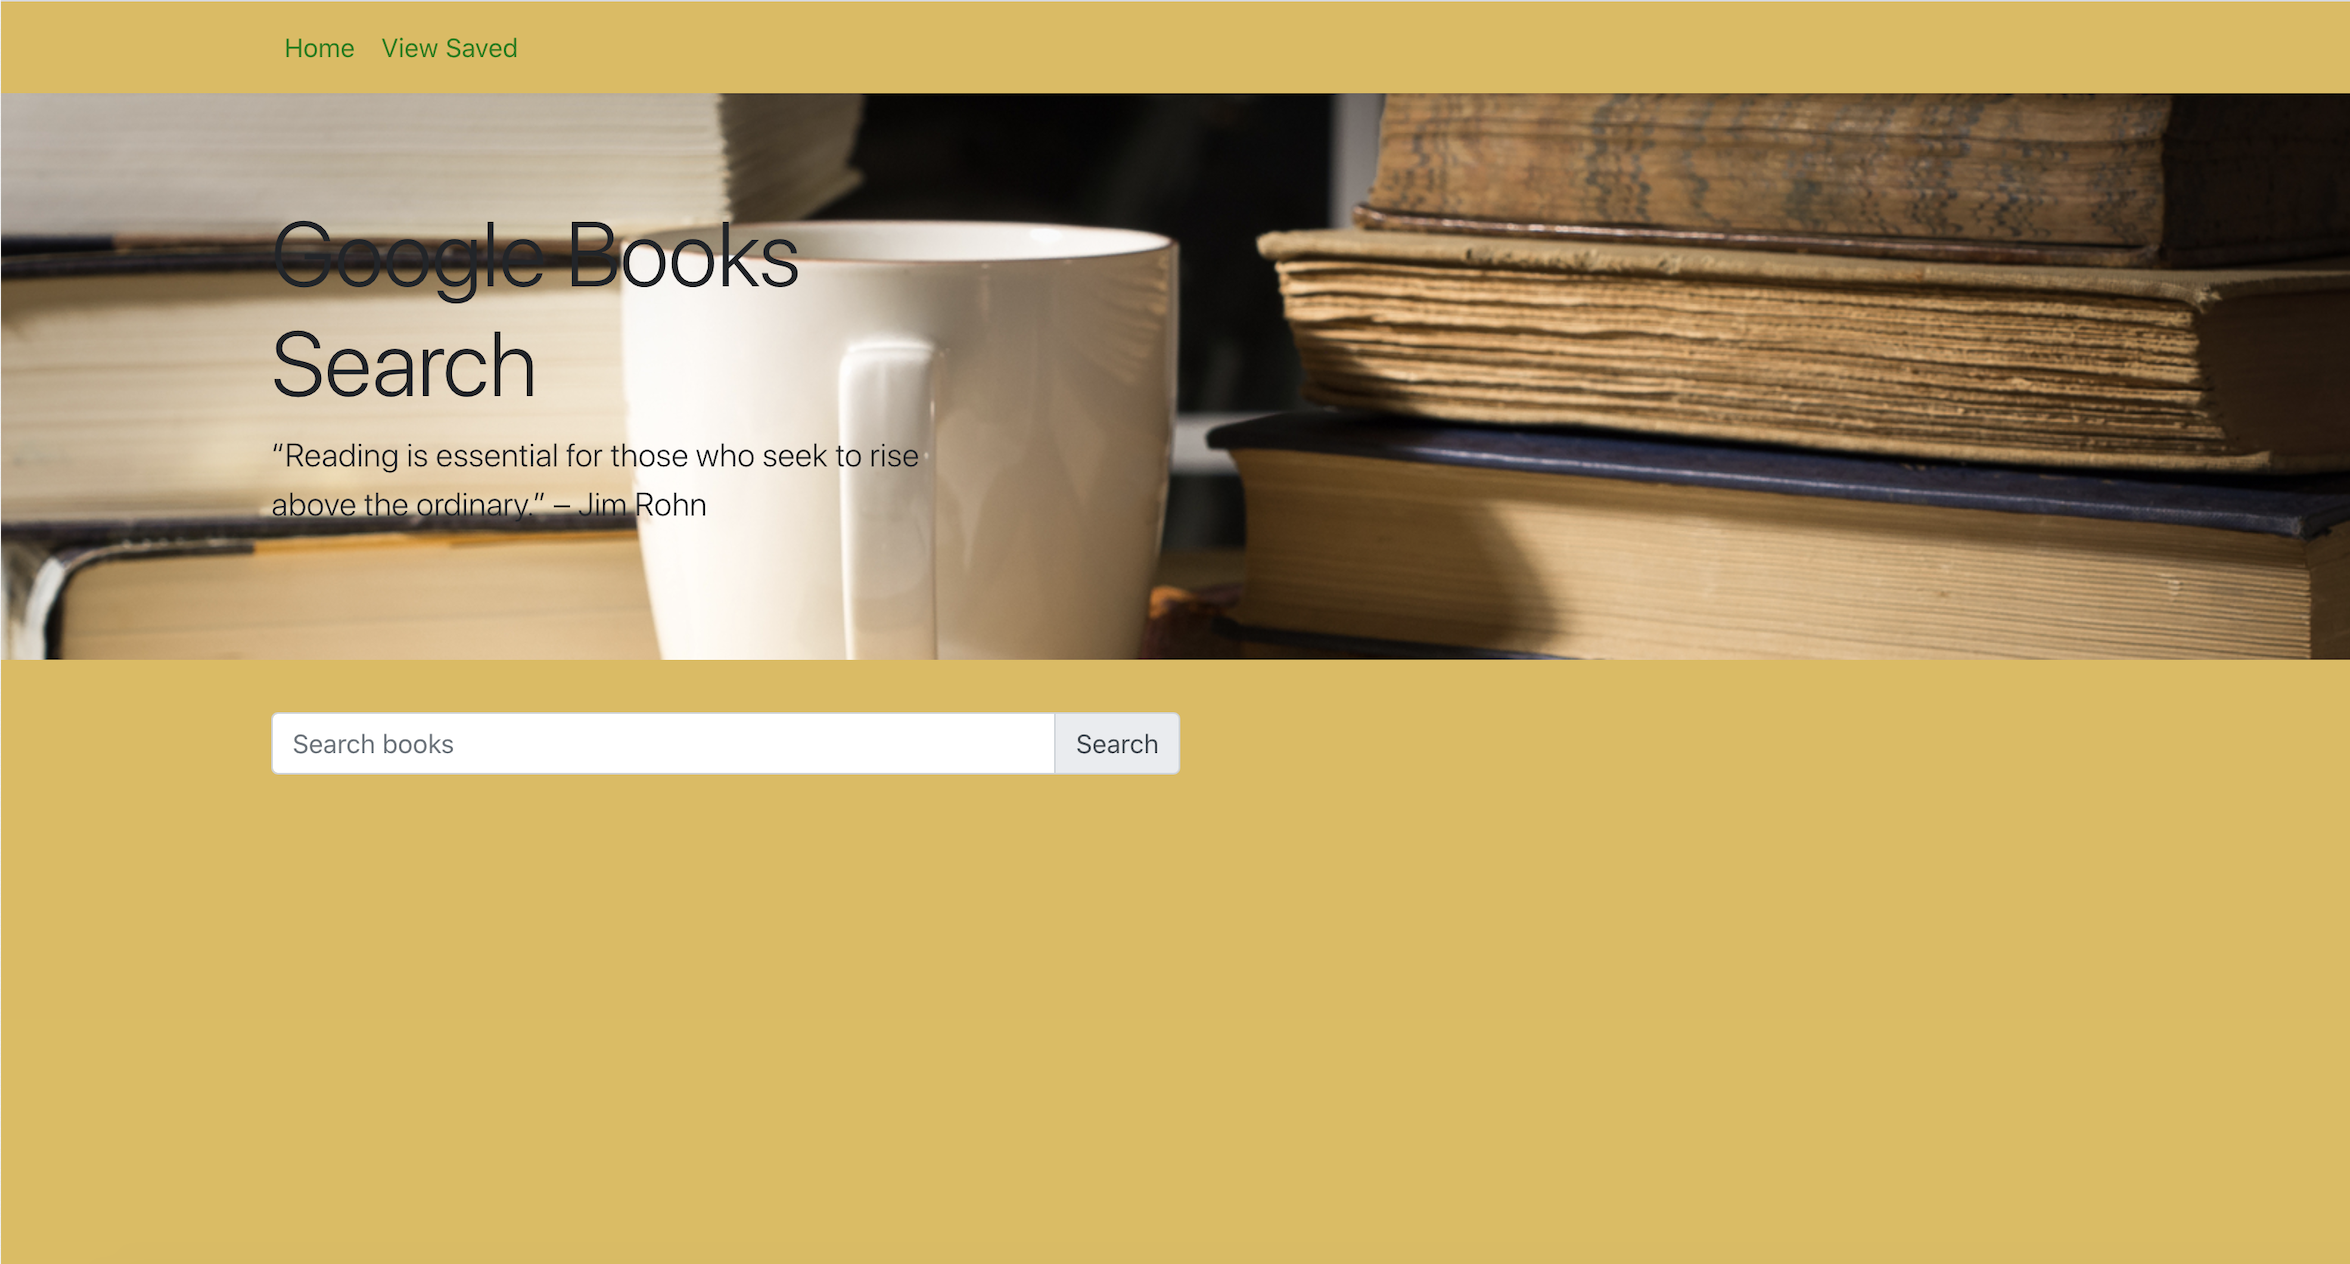 Home View Saved
Google Books
Search
“Reading is essential for those who seek to rise
above the ordinary.” – Jim Rohn
Search books Search